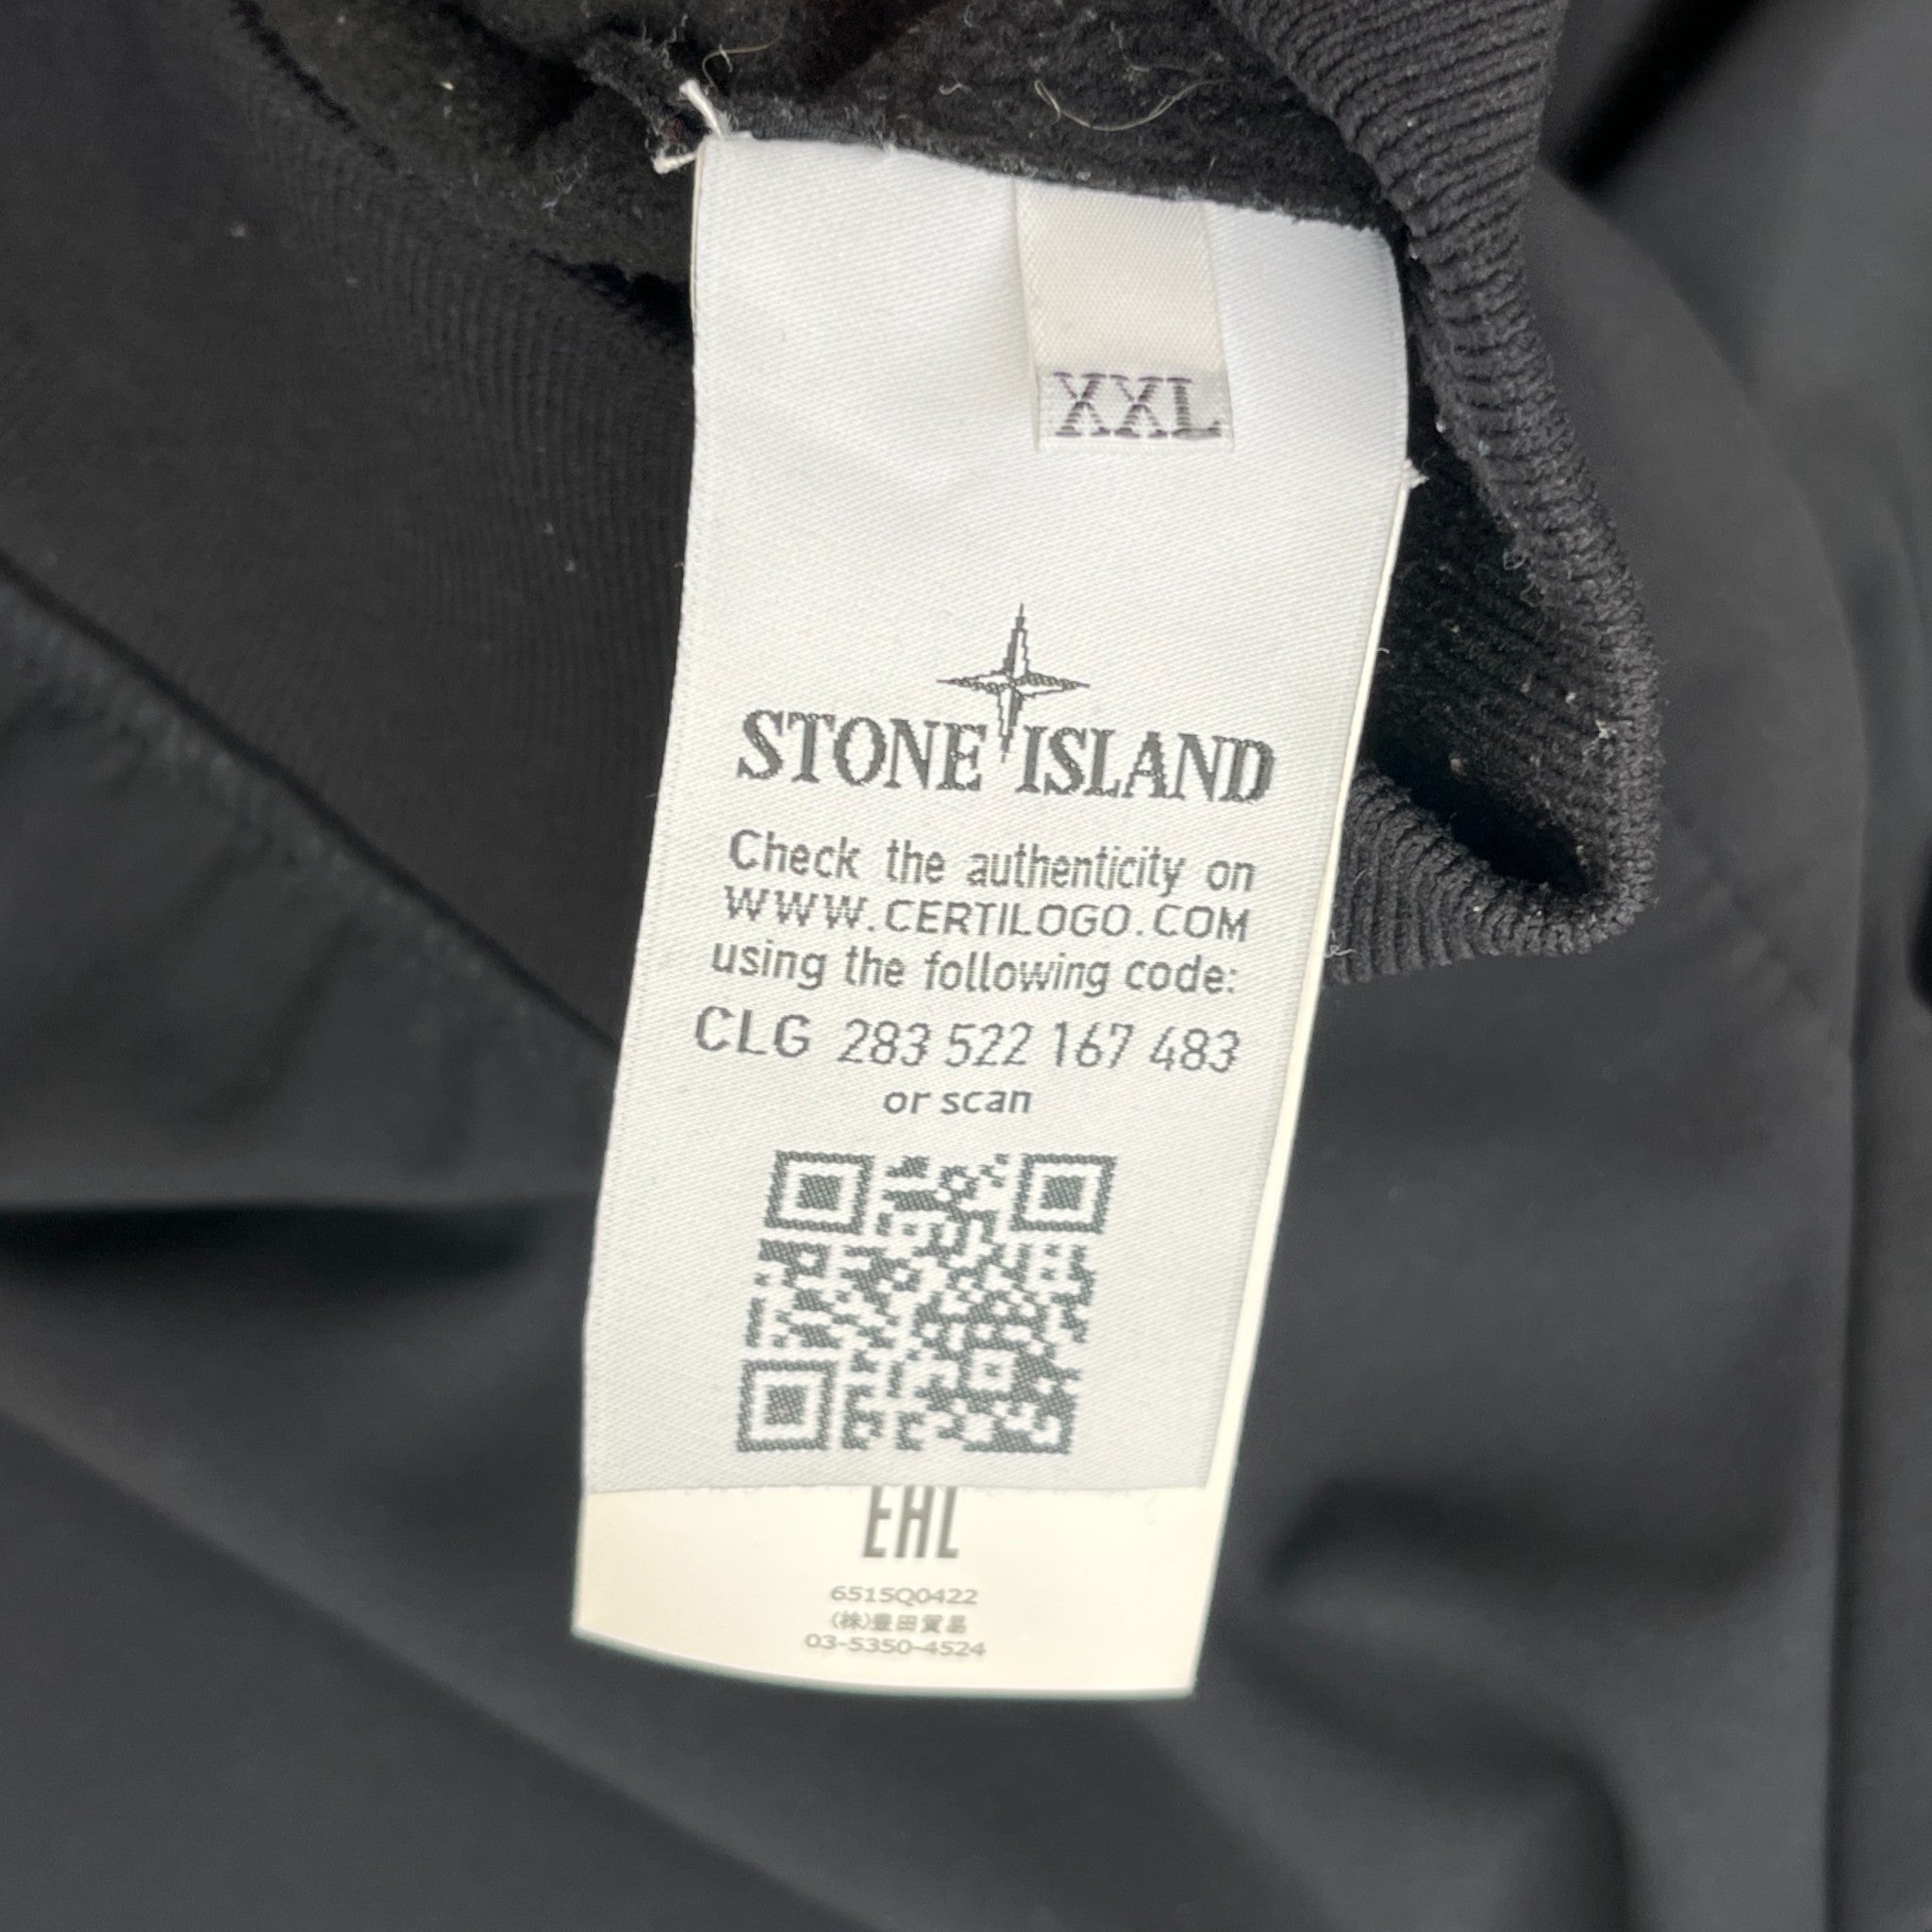 XXL
STONE ISLAND
Check the authenticity on
WWW.CERTILOGO.COM
using the following code:
CLG 283 522 167 483
or scan
EAC
6515Q0422
(株)豊田貿易
03-5350-4524